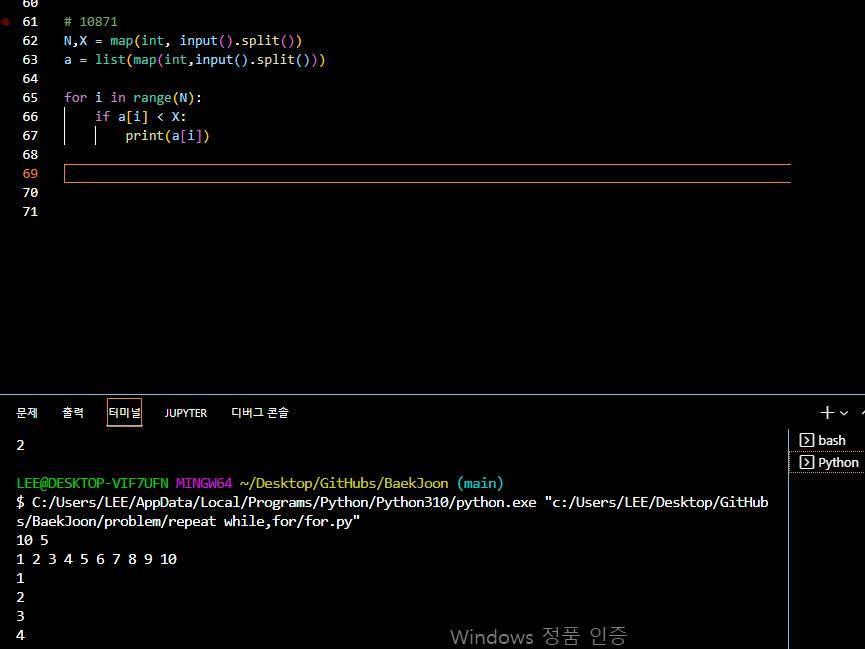 60
61 # 10871
62 N,X = map(int, input().split())
63 a = list(map(int,input().split()))
64
65 for i in range(N):
66 if a[i] < X:
67 print(a[i])
68
69
70
71
문제 출력 터미널 JUPYTER 디버그 콘솔
2
bash
Python
LEE@DESKTOP-VIF7UFN MINGW64 ~/Desktop/GitHubs/BaekJoon (main)
$ C:/Users/LEE/AppData/Local/Programs/Python/Python310/python.exe "c:/Users/LEE/Desktop/GitHub
s/BaekJoon/problem/repeat while,for/for.py"
10 5
1 2 3 4 5 6 7 8 9 10
1
2
3
4
Windows 정품 인증